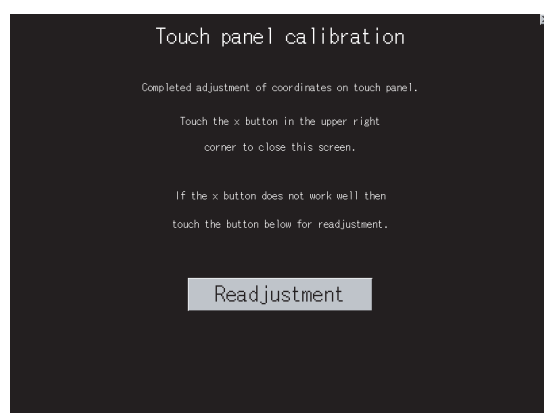 Touch panel calibration
Completed adjustment of coordinates on touch panel.
Touch the x button in the upper right
corner to close this screen.
If the x button does not work well then
touch the button below for readjustment.
Readjustment